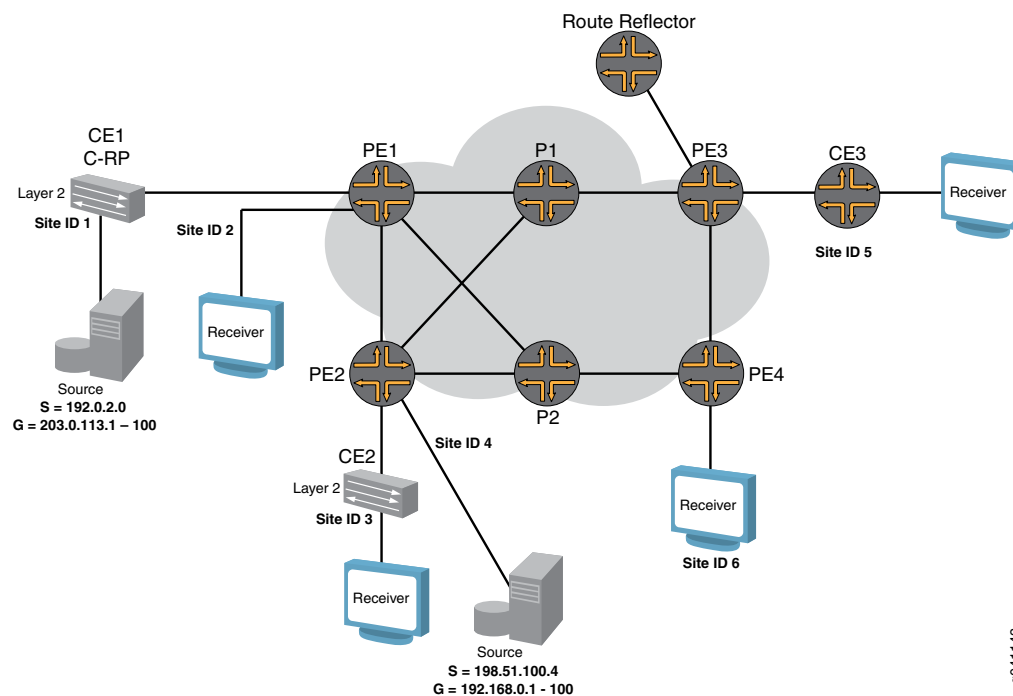 Route Reflector
CE1
C-RP
PE1
P1
PE3
CE3
Layer 2
Site ID 1
Site ID 2
Receiver
Site ID 5
Receiver
Source
S = 192.0.2.0
G = 203.0.113.1 – 100
PE2
P2
PE4
Site ID 4
CE2
Layer 2
Site ID 3
Receiver
Site ID 6
Receiver
Source
S = 198.51.100.4
G = 192.168.0.1 - 100